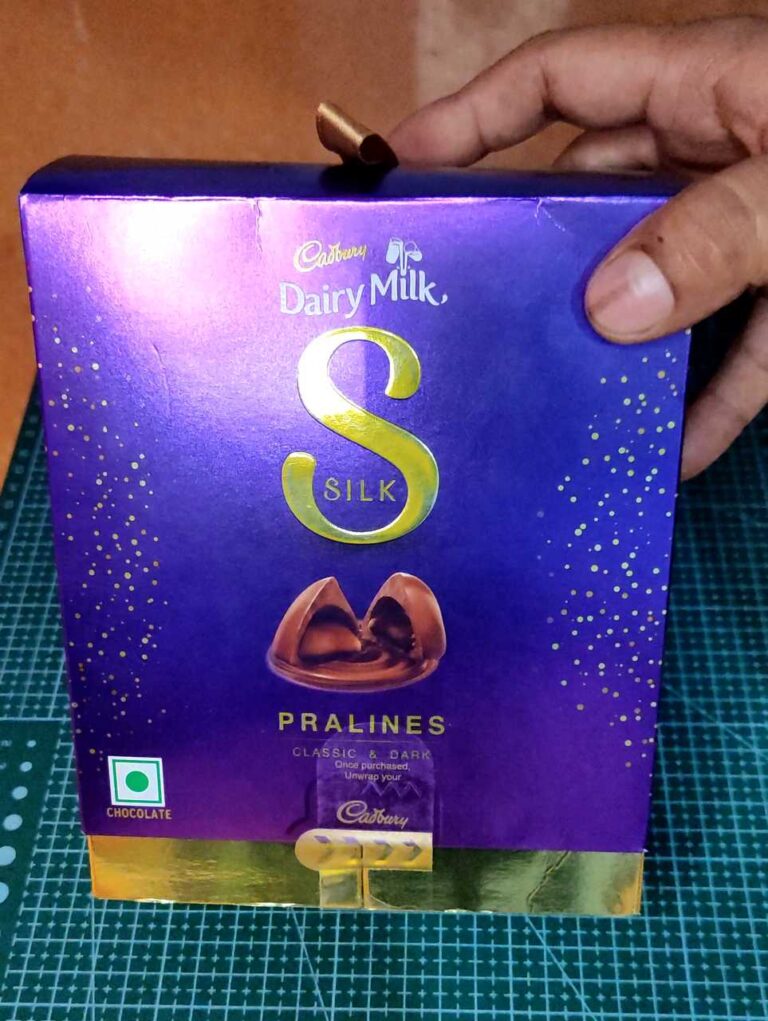 Cadbury
Dairy Milk
S
SILK
PRALINES
CLASSIC & DARK
Once purchased,
Unwrap your
Cadbury
CHOCOLATE